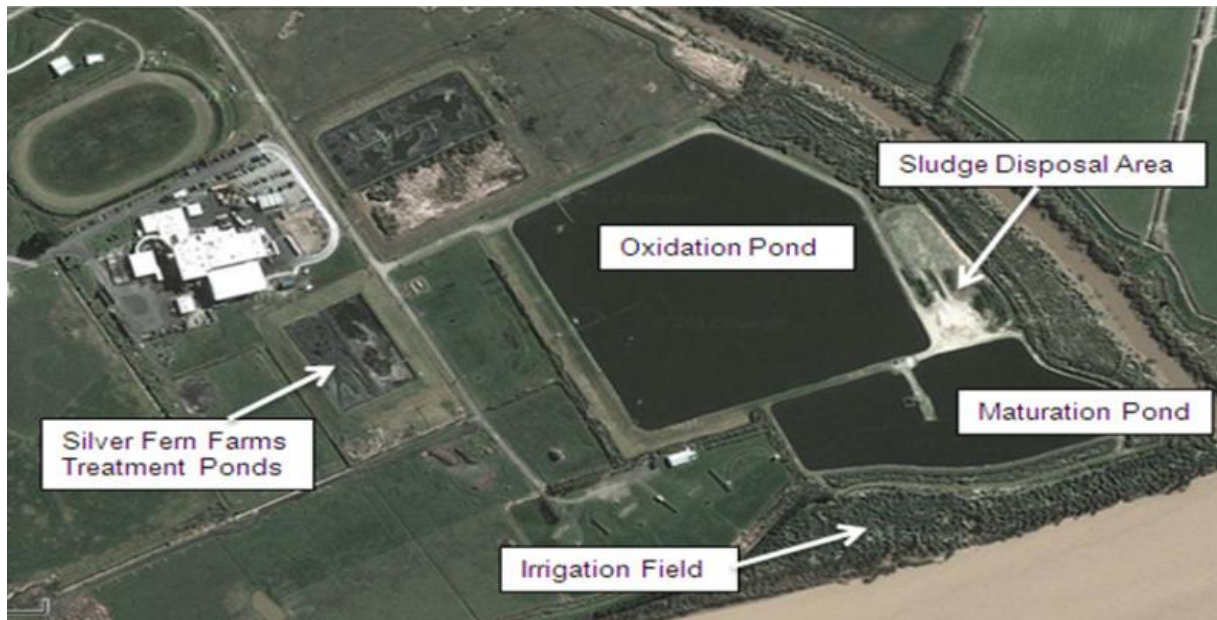 Sludge Disposal Area
Oxidation Pond
Maturation Pond
Silver Fern Farms
Treatment Ponds
Irrigation Field